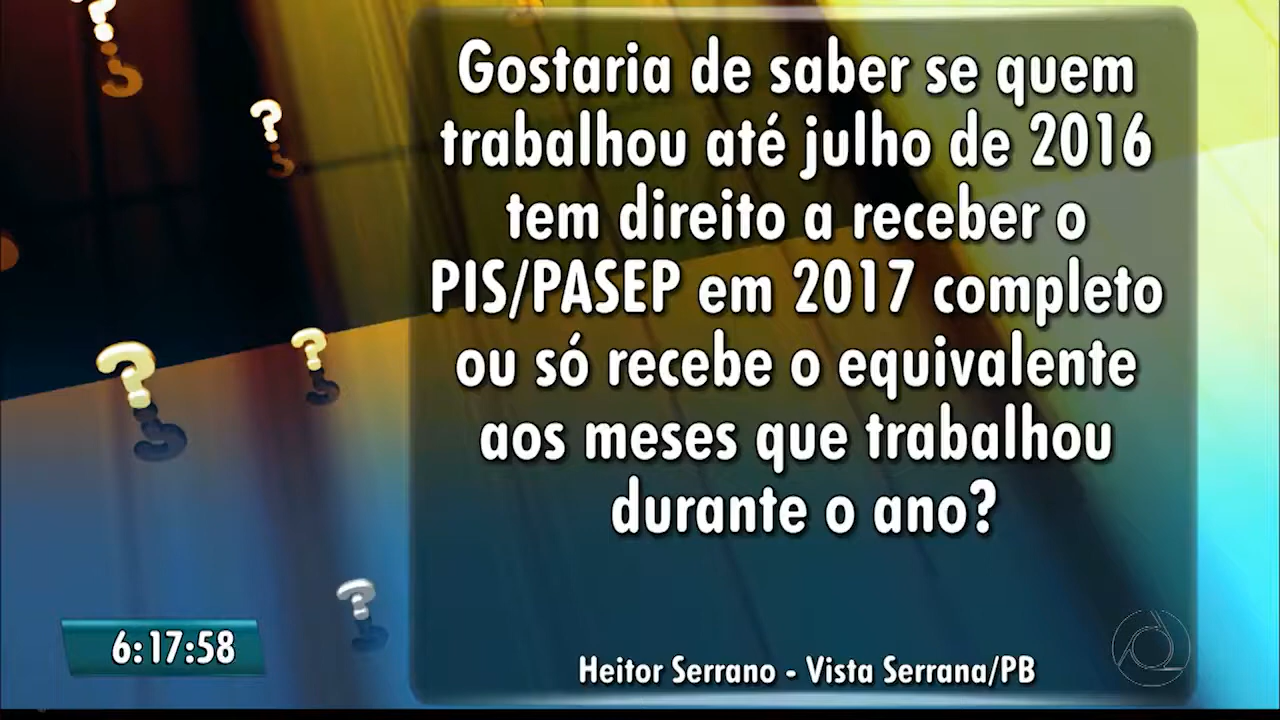 Gostaria de saber se quem
trabalhou até julho de 2016
tem direito a receber o
PIS/PASEP em 2017 completo
ou só recebe o equivalente
aos meses que trabalhou
durante o ano?
6:17:58
Heitor Serrano - Vista Serrana/PB